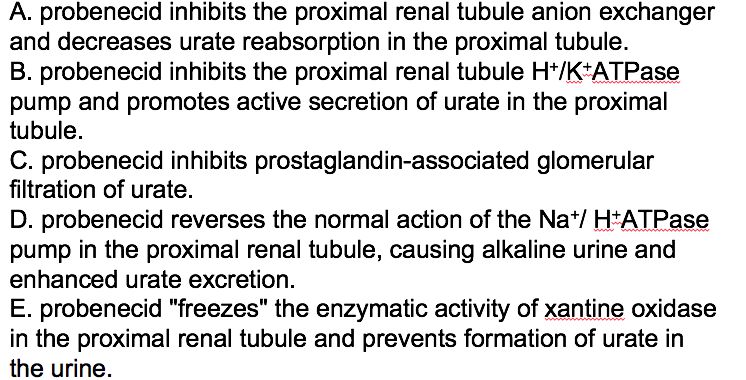 A. probenecid inhibits the proximal renal tubule anion exchanger
and decreases urate reabsorption in the proximal tubule.
B. probenecid inhibits the proximal renal tubule H⁺/K⁺ATPase
pump and promotes active secretion of urate in the proximal
tubule.
C. probenecid inhibits prostaglandin-associated glomerular
filtration of urate.
D. probenecid reverses the normal action of the Na⁺/ H⁺ATPase
pump in the proximal renal tubule, causing alkaline urine and
enhanced urate excretion.
E. probenecid "freezes" the enzymatic activity of xantine oxidase
in the proximal renal tubule and prevents formation of urate in
the urine.